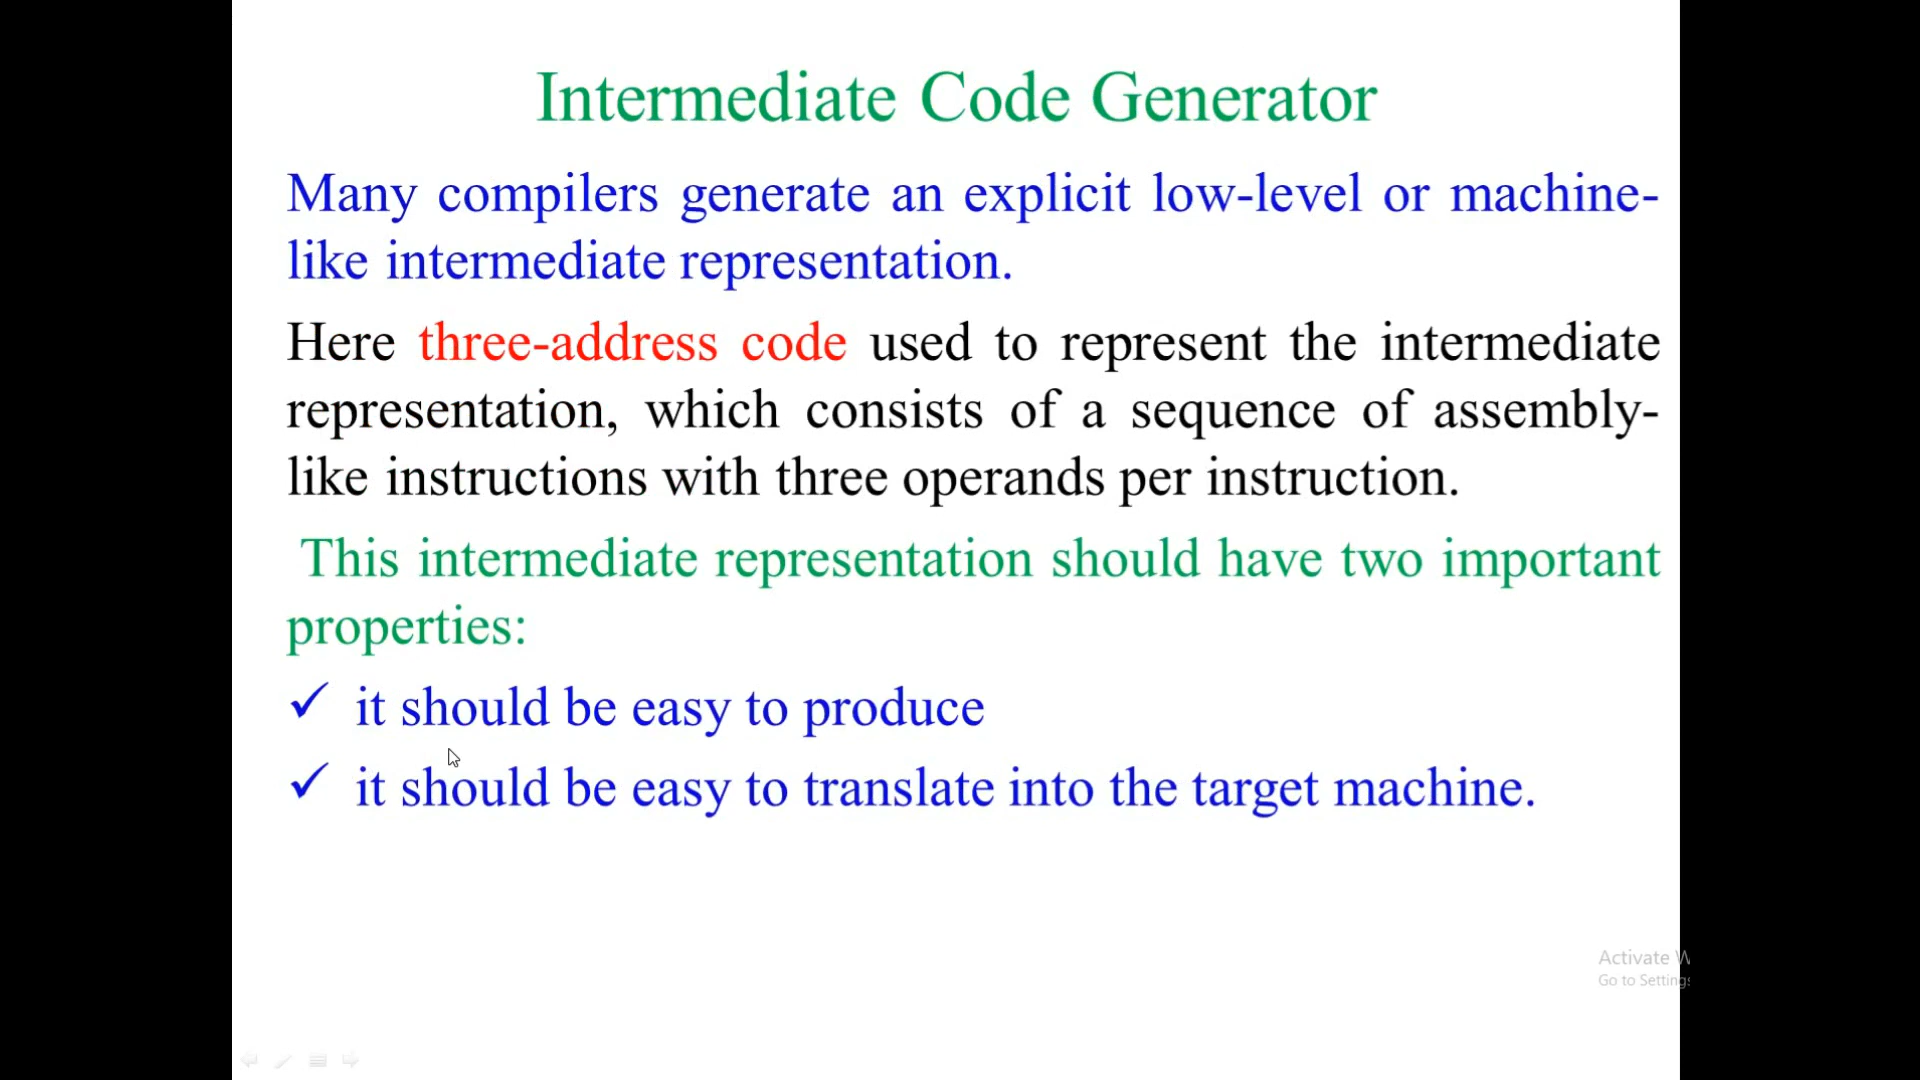 Intermediate Code Generator
Many compilers generate an explicit low-level or machine-
like intermediate representation.
Here three-address code used to represent the intermediate
representation, which consists of a sequence of assembly-
like instructions with three operands per instruction.
This intermediate representation should have two important
properties:
✓ it should be easy to produce
✓ it should be easy to translate into the target machine.
Activate W
Go to Settings